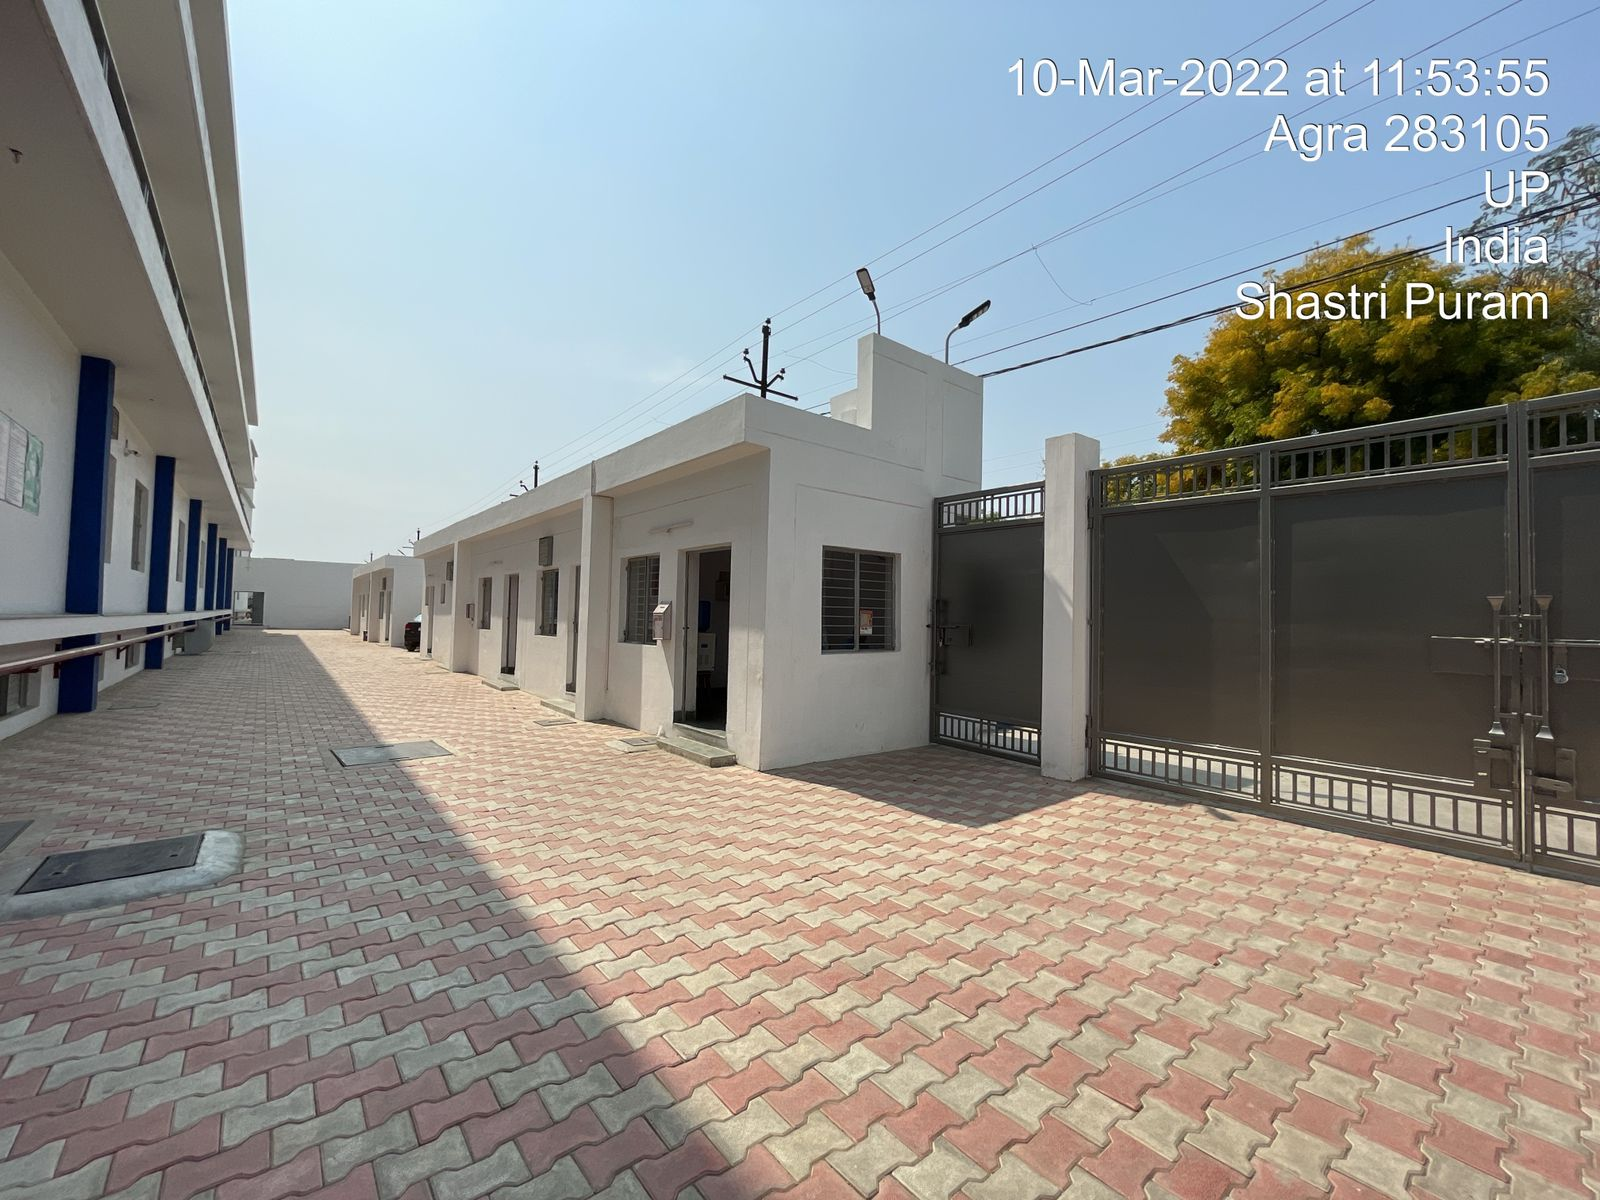 10-Mar-2022 at 11:53:55
Agra 283105
UP
India
Shastri Puram